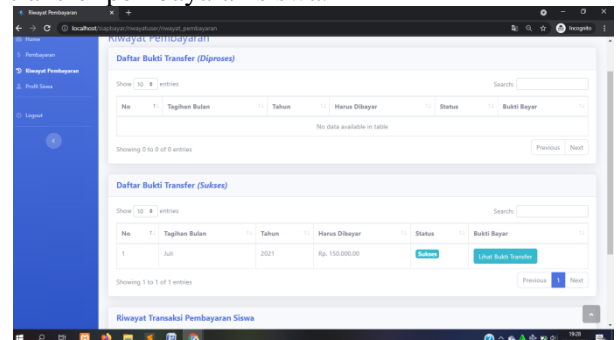 Riwayat Pembayaran
localhost/siapbayar/riwayatuser/riwayat_pembayaran
Incognito
Home
Riwayat Pembayaran
Pembayaran
Daftar Bukti Transfer (Diproses)
Riwayat Pembayaran
Profil Siswa
Show 10 entries
Search:
No Tagihan Bulan Tahun Harus Dibayar Status Bukti Bayar
Logout
No data available in table
Showing 0 to 0 of 0 entries
Previous Next
Daftar Bukti Transfer (Sukses)
Show 10 entries
Search:
No Tagihan Bulan Tahun Harus Dibayar Status Bukti Bayar
1 Juli 2021 Rp. 150.000,00 Sukses Lihat Bukti Transfer
Showing 1 to 1 of 1 entries
Previous 1 Next
Riwayat Transaksi Pembayaran Siswa
19:28